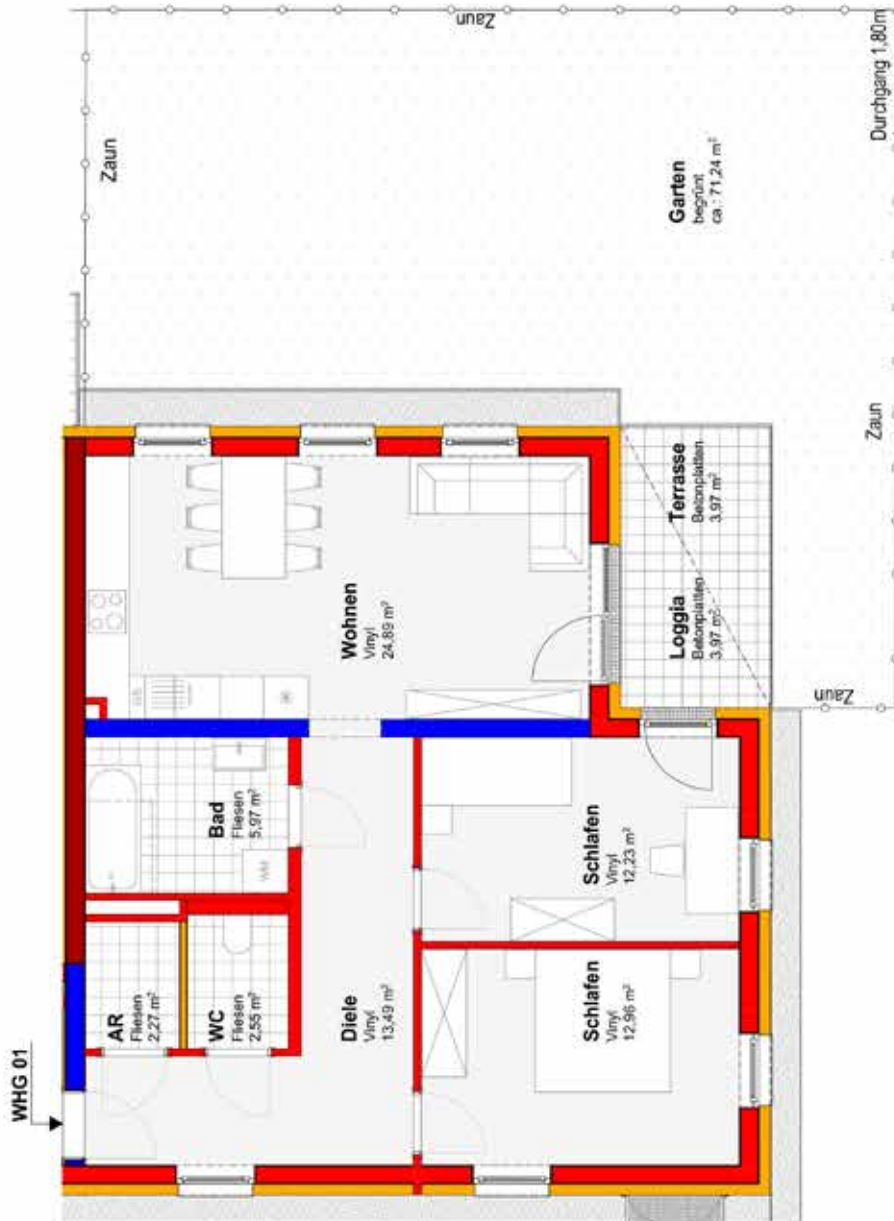 WHG 01
AR
Fliesen
2,27 m²
WC
Fliesen
2,55 m²
Bad
Fliesen
5,97 m²
WM
Diele
Vinyl
13,49 m²
Wohnen
Vinyl
24,89 m²
Schlafen
Vinyl
12,96 m²
Schlafen
Vinyl
12,23 m²
Loggia
Betonplatten
3,97 m²
Terrasse
Betonplatten
3,97 m²
Garten
begrünt
ca.: 71,24 m²
Zaun
Zaun
Zaun
Zaun
Durchgang 1,80m